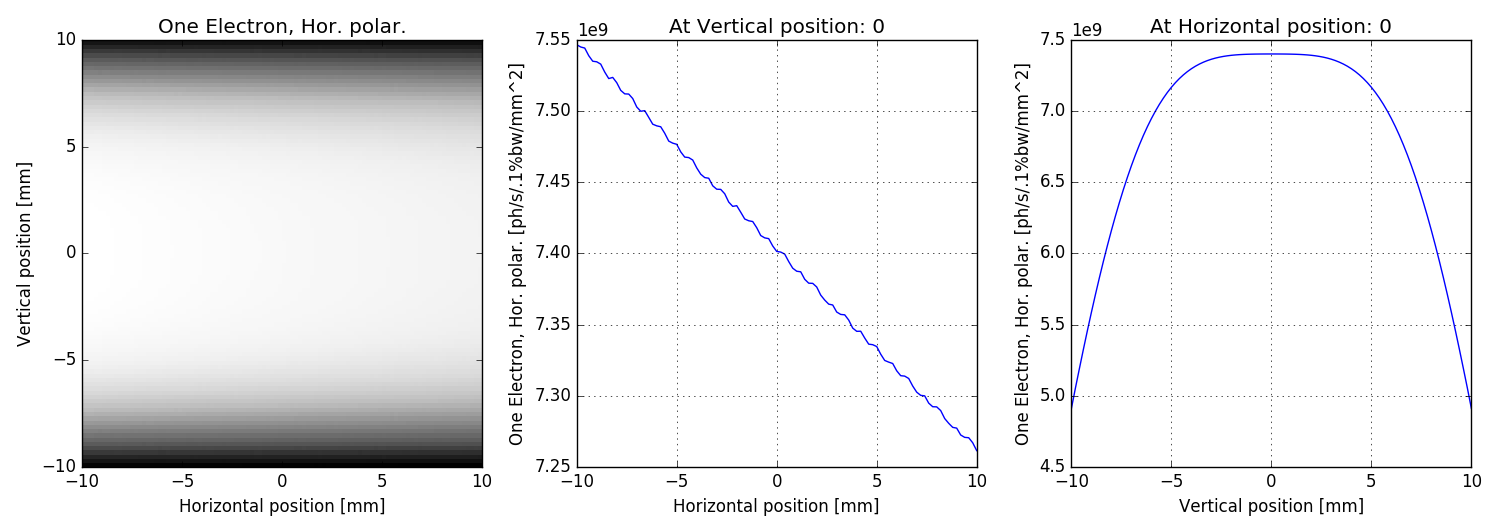 One Electron, Hor. polar.
10
5
0
−5
−10
Vertical position [mm]
−10 −5 0 5 10
Horizontal position [mm]
At Vertical position: 0
1e9
7.55
7.50
7.45
7.40
7.35
7.30
7.25
One Electron, Hor. polar. [ph/s/.1%bw/mm^2]
−10 −5 0 5 10
Horizontal position [mm]
At Horizontal position: 0
1e9
7.5
7.0
6.5
6.0
5.5
5.0
4.5
One Electron, Hor. polar. [ph/s/.1%bw/mm^2]
−10 −5 0 5 10
Vertical position [mm]